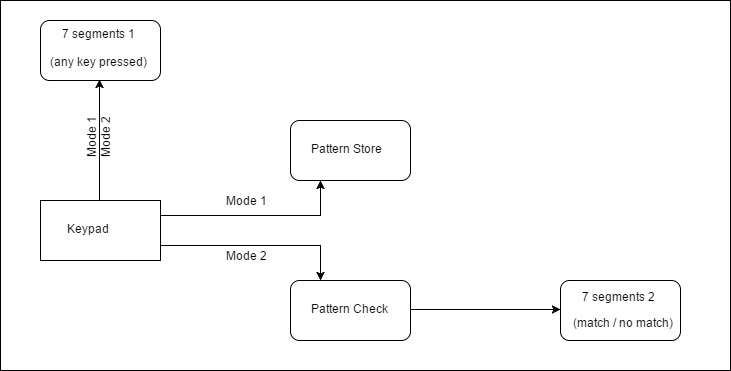 7 segments 1
(any key pressed)
Mode 1
Mode 2
Pattern Store
Mode 1
Keypad
Mode 2
Pattern Check
7 segments 2
(match / no match)